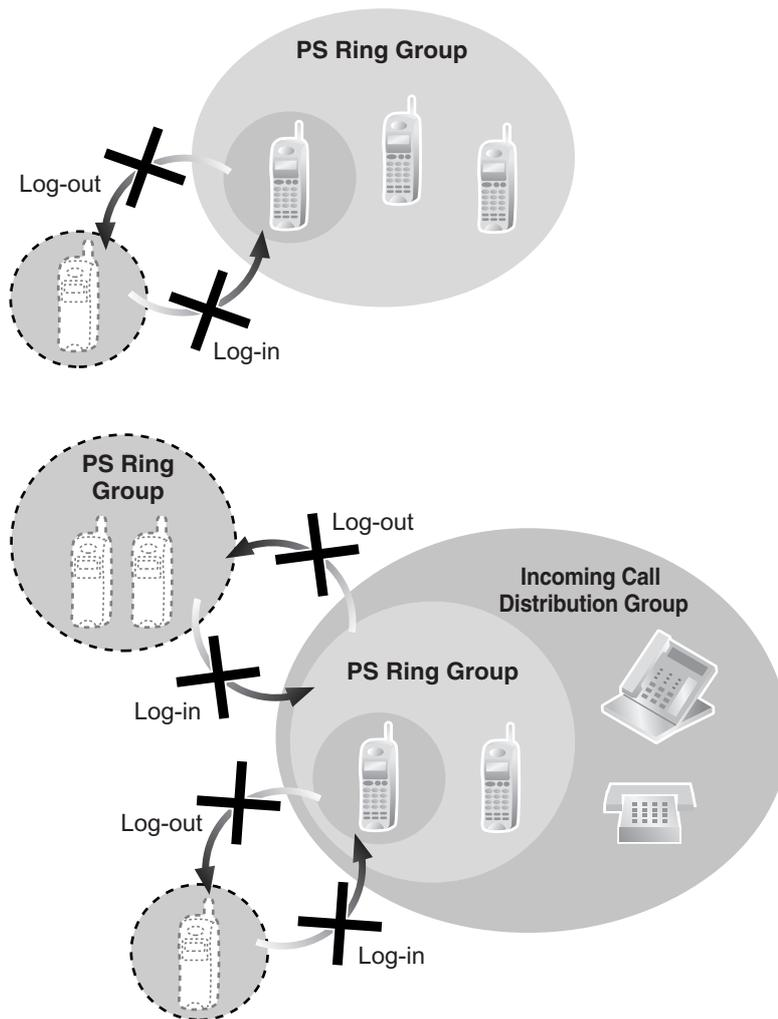 PS Ring Group
Log-out
Log-in
PS Ring
Group
Log-out
Incoming Call
Distribution Group
PS Ring Group
Log-in
Log-out
Log-in